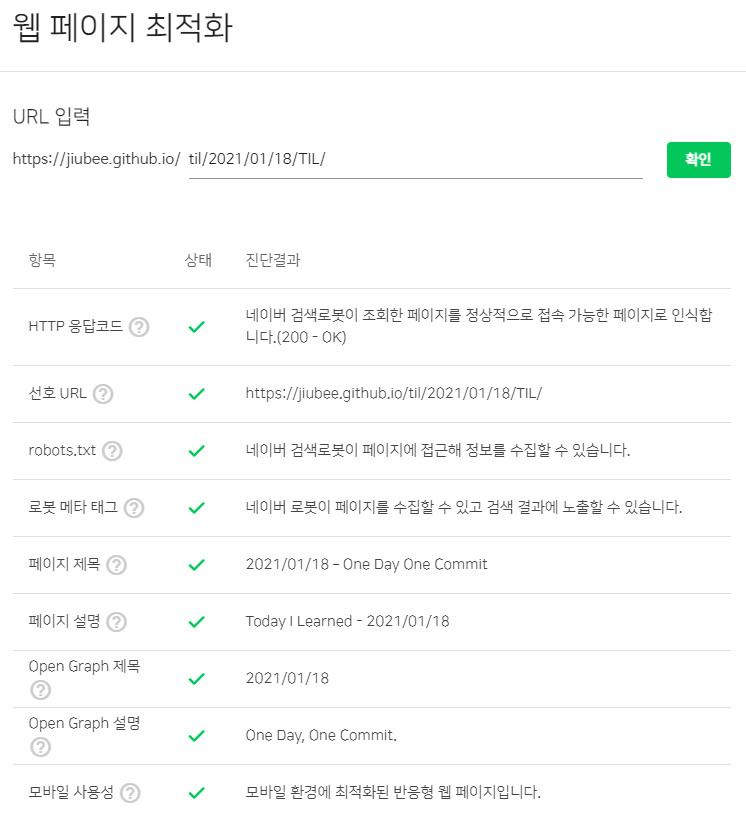 웹 페이지 최적화
URL 입력
https://jiubee.github.io/ til/2021/01/18/TIL/ 확인
항목 상태 진단결과
HTTP 응답코드 ? 네이버 검색로봇이 조회한 페이지를 정상적으로 접속 가능한 페이지로 인식합
니다.(200 - OK)
선호 URL ? https://jiubee.github.io/til/2021/01/18/TIL/
robots.txt ? 네이버 검색로봇이 페이지에 접근해 정보를 수집할 수 있습니다.
로봇 메타 태그 ? 네이버 로봇이 페이지를 수집할 수 있고 검색 결과에 노출할 수 있습니다.
페이지 제목 ? 2021/01/18 – One Day One Commit
페이지 설명 ? Today I Learned - 2021/01/18
Open Graph 제목
? 2021/01/18
Open Graph 설명
? One Day, One Commit.
모바일 사용성 ? 모바일 환경에 최적화된 반응형 웹 페이지입니다.